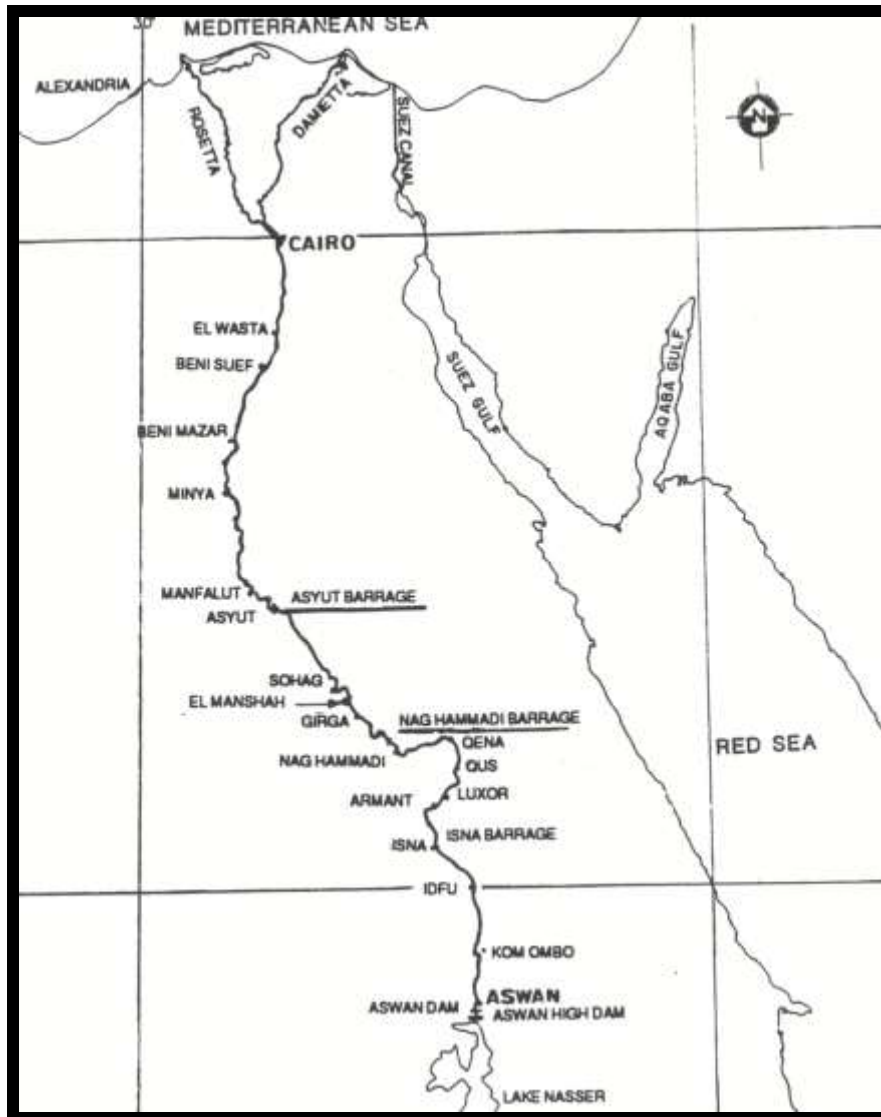 30°
MEDITERRANEAN SEA
ALEXANDRIA
ROSETTA
DAMIETTA
SUEZ CANAL
N
CAIRO
EL WASTA
BENI SUEF
SUEZ GULF
AQABA GULF
BENI MAZAR
MINYA
MANFALUT
ASYUT BARRAGE
ASYUT
SOHAG
EL MANSHAH
GIRGA
NAG HAMMADI BARRAGE
QENA
RED SEA
NAG HAMMADI
QUS
LUXOR
ARMANT
ISNA BARRAGE
ISNA
IDFU
KOM OMBO
ASWAN
ASWAN DAM
ASWAN HIGH DAM
LAKE NASSER